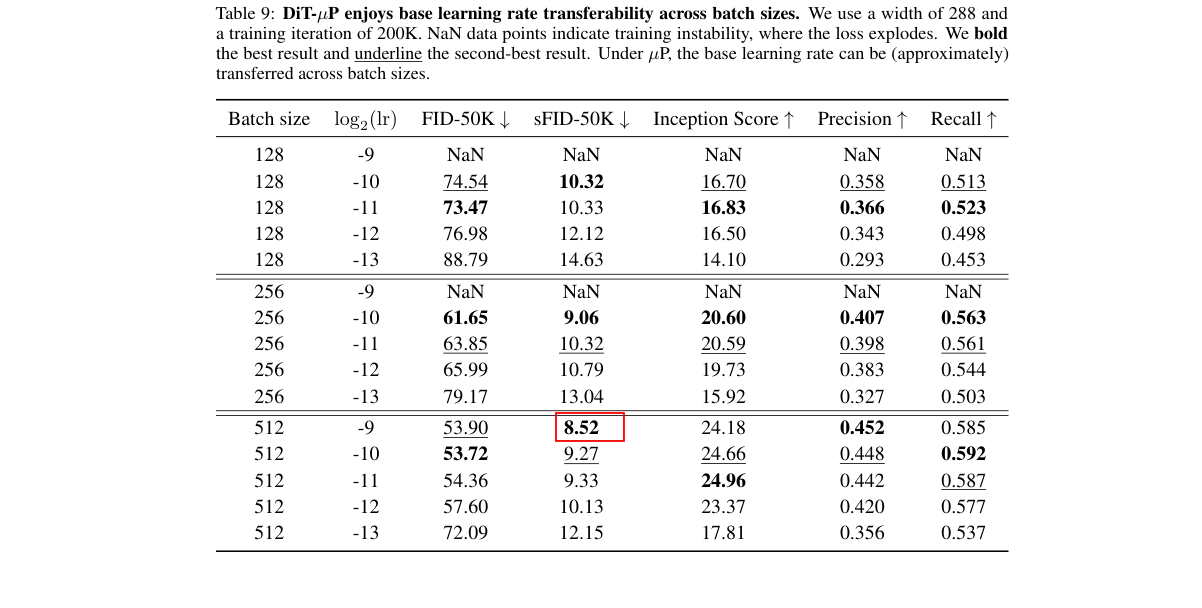 Table 9: DiT-μP enjoys base learning rate transferability across batch sizes. We use a width of 288 and
a training iteration of 200K. NaN data points indicate training instability, where the loss explodes. We bold
the best result and underline the second-best result. Under μP, the base learning rate can be (approximately)
transferred across batch sizes.
Batch size log₂(lr) FID-50K ↓ sFID-50K ↓ Inception Score ↑ Precision ↑ Recall ↑
128 -9 NaN NaN NaN NaN NaN
128 -10 74.54 10.32 16.70 0.358 0.513
128 -11 73.47 10.33 16.83 0.366 0.523
128 -12 76.98 12.12 16.50 0.343 0.498
128 -13 88.79 14.63 14.10 0.293 0.453
256 -9 NaN NaN NaN NaN NaN
256 -10 61.65 9.06 20.60 0.407 0.563
256 -11 63.85 10.32 20.59 0.398 0.561
256 -12 65.99 10.79 19.73 0.383 0.544
256 -13 79.17 13.04 15.92 0.327 0.503
512 -9 53.90 8.52 24.18 0.452 0.585
512 -10 53.72 9.27 24.66 0.448 0.592
512 -11 54.36 9.33 24.96 0.442 0.587
512 -12 57.60 10.13 23.37 0.420 0.577
512 -13 72.09 12.15 17.81 0.356 0.537